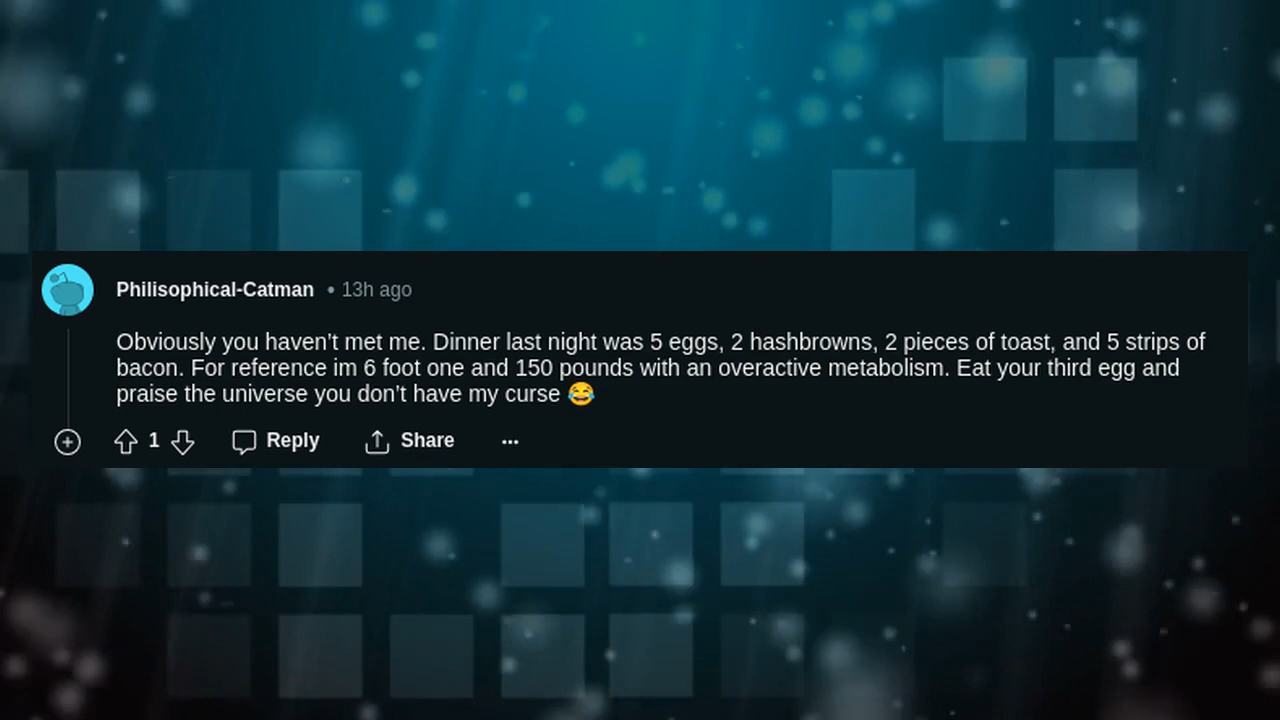 Philisophical-Catman • 13h ago
Obviously you haven’t met me. Dinner last night was 5 eggs, 2 hashbrowns, 2 pieces of toast, and 5 strips of
bacon. For reference im 6 foot one and 150 pounds with an overactive metabolism. Eat your third egg and
praise the universe you don’t have my curse 😂
1 Reply Share ...